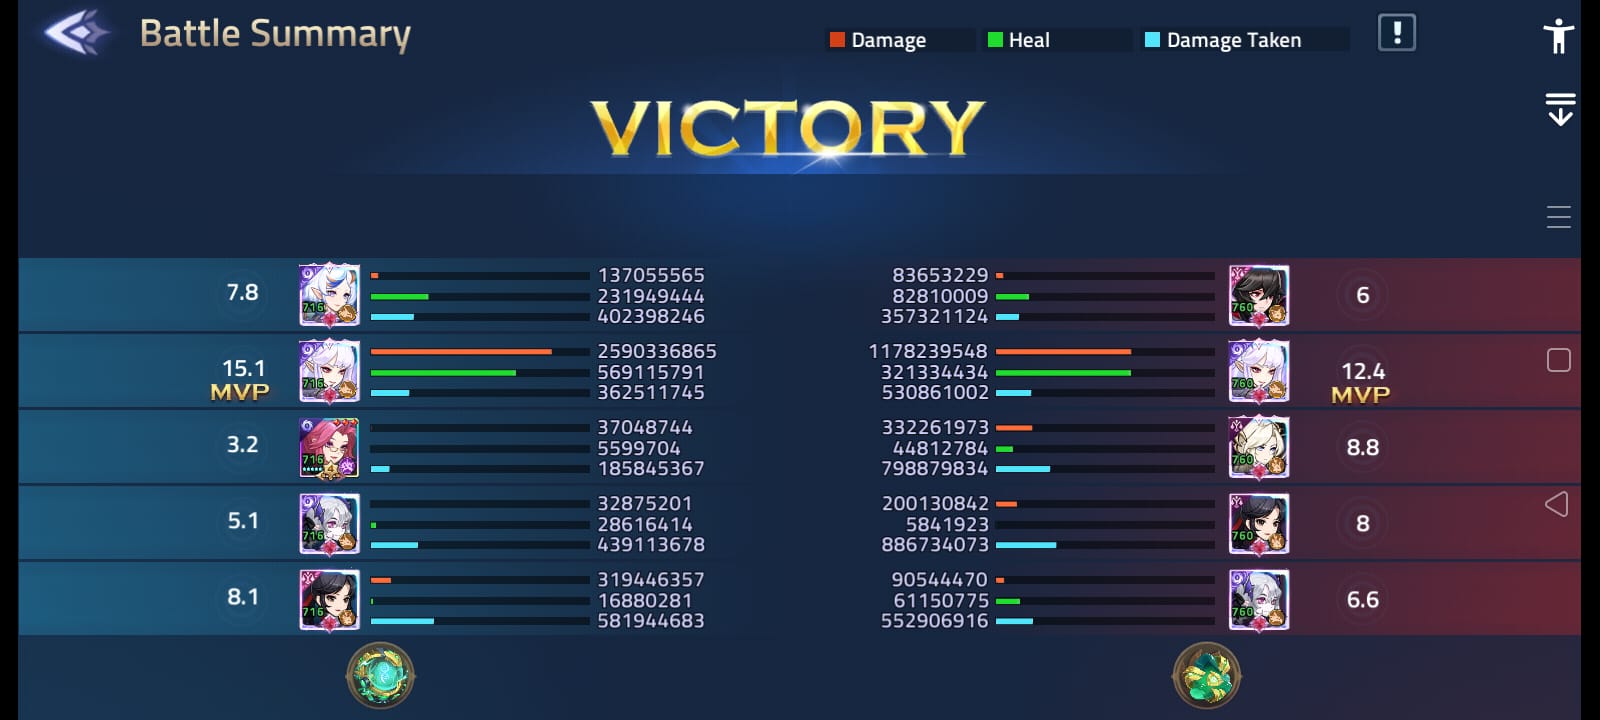 Battle Summary
Damage Heal Damage Taken !
VICTORY
137055565 83653229
7.8 231949444 82810009 6
716 402398246 357321124 760
2590336865 1178239548
15.1 569115791 321334434 12.4
MVP 716 362511745 530861002 760 MVP
37048744 332261973
3.2 5599704 44812784 8.8
716 185845367 798879834 760
4
32875201 200130842
5.1 28616414 5841923 8
716 439113678 886734073 760
319446357 90544470
8.1 16880281 61150775 6.6
716 581944683 552906916 760